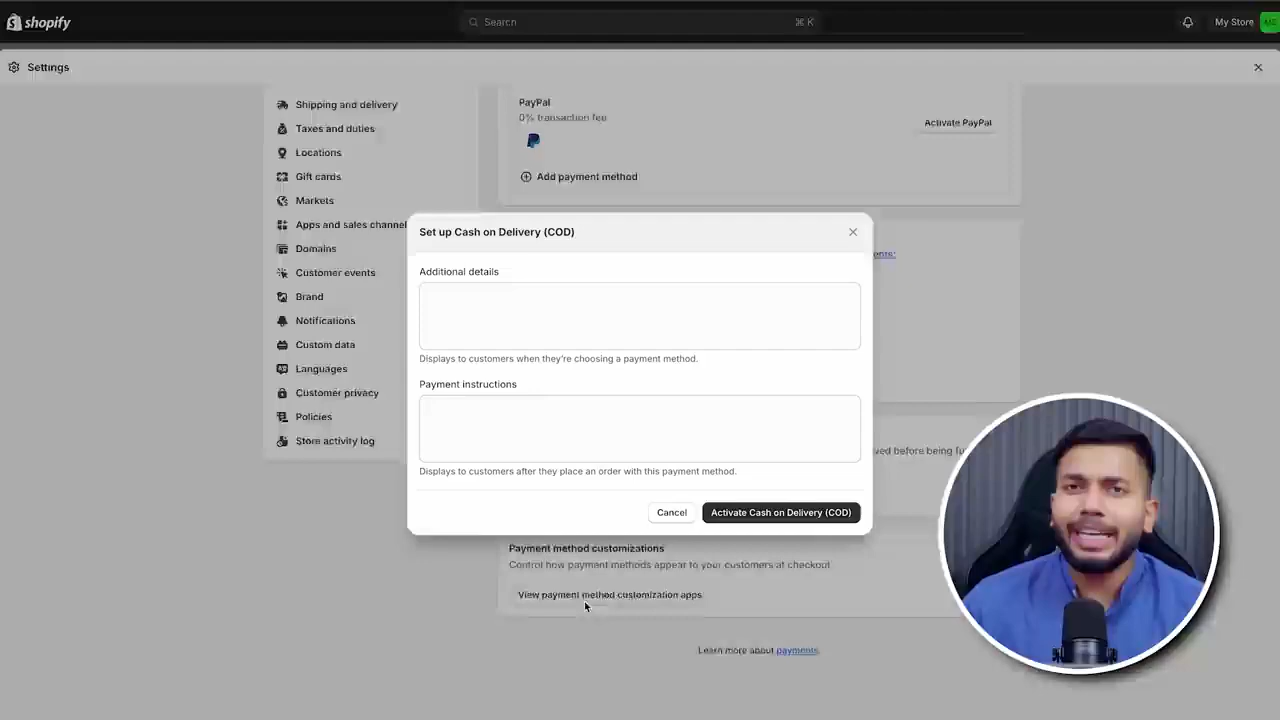 shopify
Search
⌘ K
My Store
Settings
Shipping and delivery
Taxes and duties
Locations
Gift cards
Markets
Apps and sales channel
Domains
Customer events
Brand
Notifications
Custom data
Languages
Customer privacy
Policies
Store activity log
PayPal
0% transaction fee
Activate PayPal
Add payment method
Set up Cash on Delivery (COD)
Additional details
Displays to customers when they're choosing a payment method.
Payment instructions
Displays to customers after they place an order with this payment method.
Cancel
Activate Cash on Delivery (COD)
ents:
before being fu
Payment method customizations
Control how payment methods appear to your customers at checkout
View payment method customization apps
Learn more about payments.